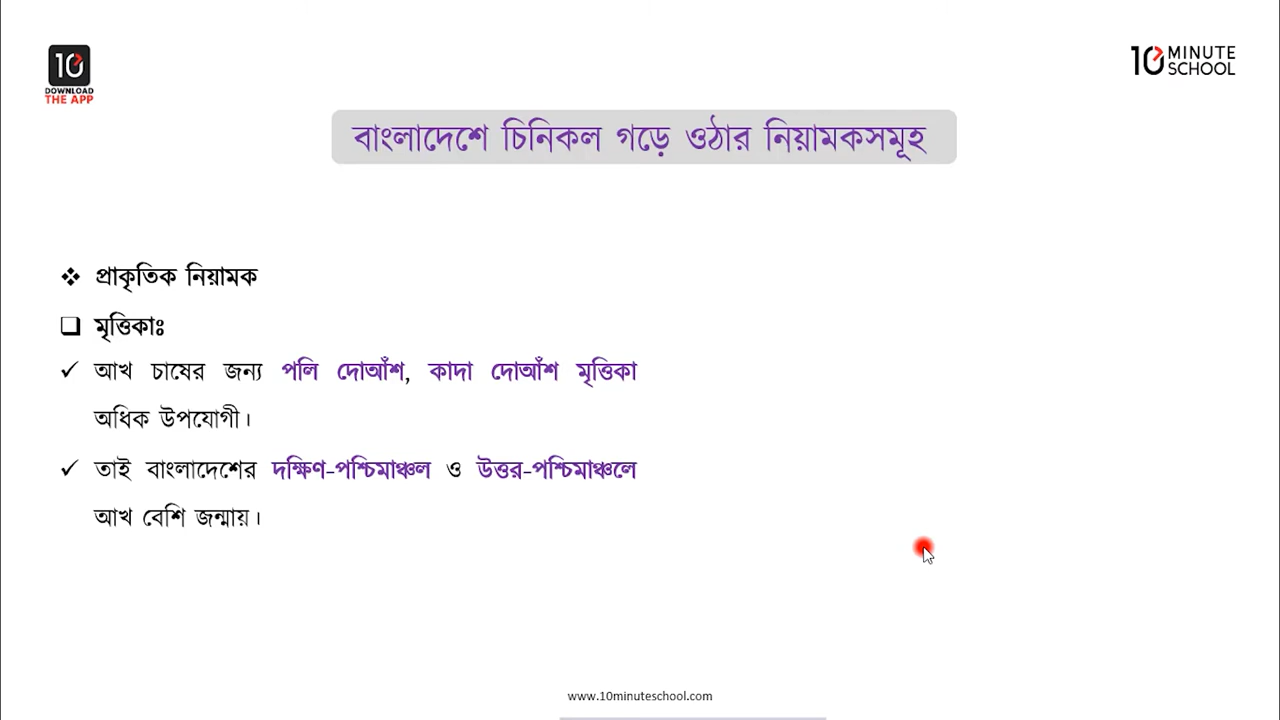 10
DOWNLOAD
THE APP
10 MINUTE
SCHOOL
বাংলাদেশে চিনিকল গড়ে ওঠার নিয়ামকসমূহ
❖ প্রাকৃতিক নিয়ামক
❑ মৃত্তিকাঃ
✓ আখ চাষের জন্য পলি দোআঁশ, কাদা দোআঁশ মৃত্তিকা
অধিক উপযোগী।
✓ তাই বাংলাদেশের দক্ষিণ-পশ্চিমাঞ্চল ও উত্তর-পশ্চিমাঞ্চলে
আখ বেশি জন্মায়।
www.10minuteschool.com